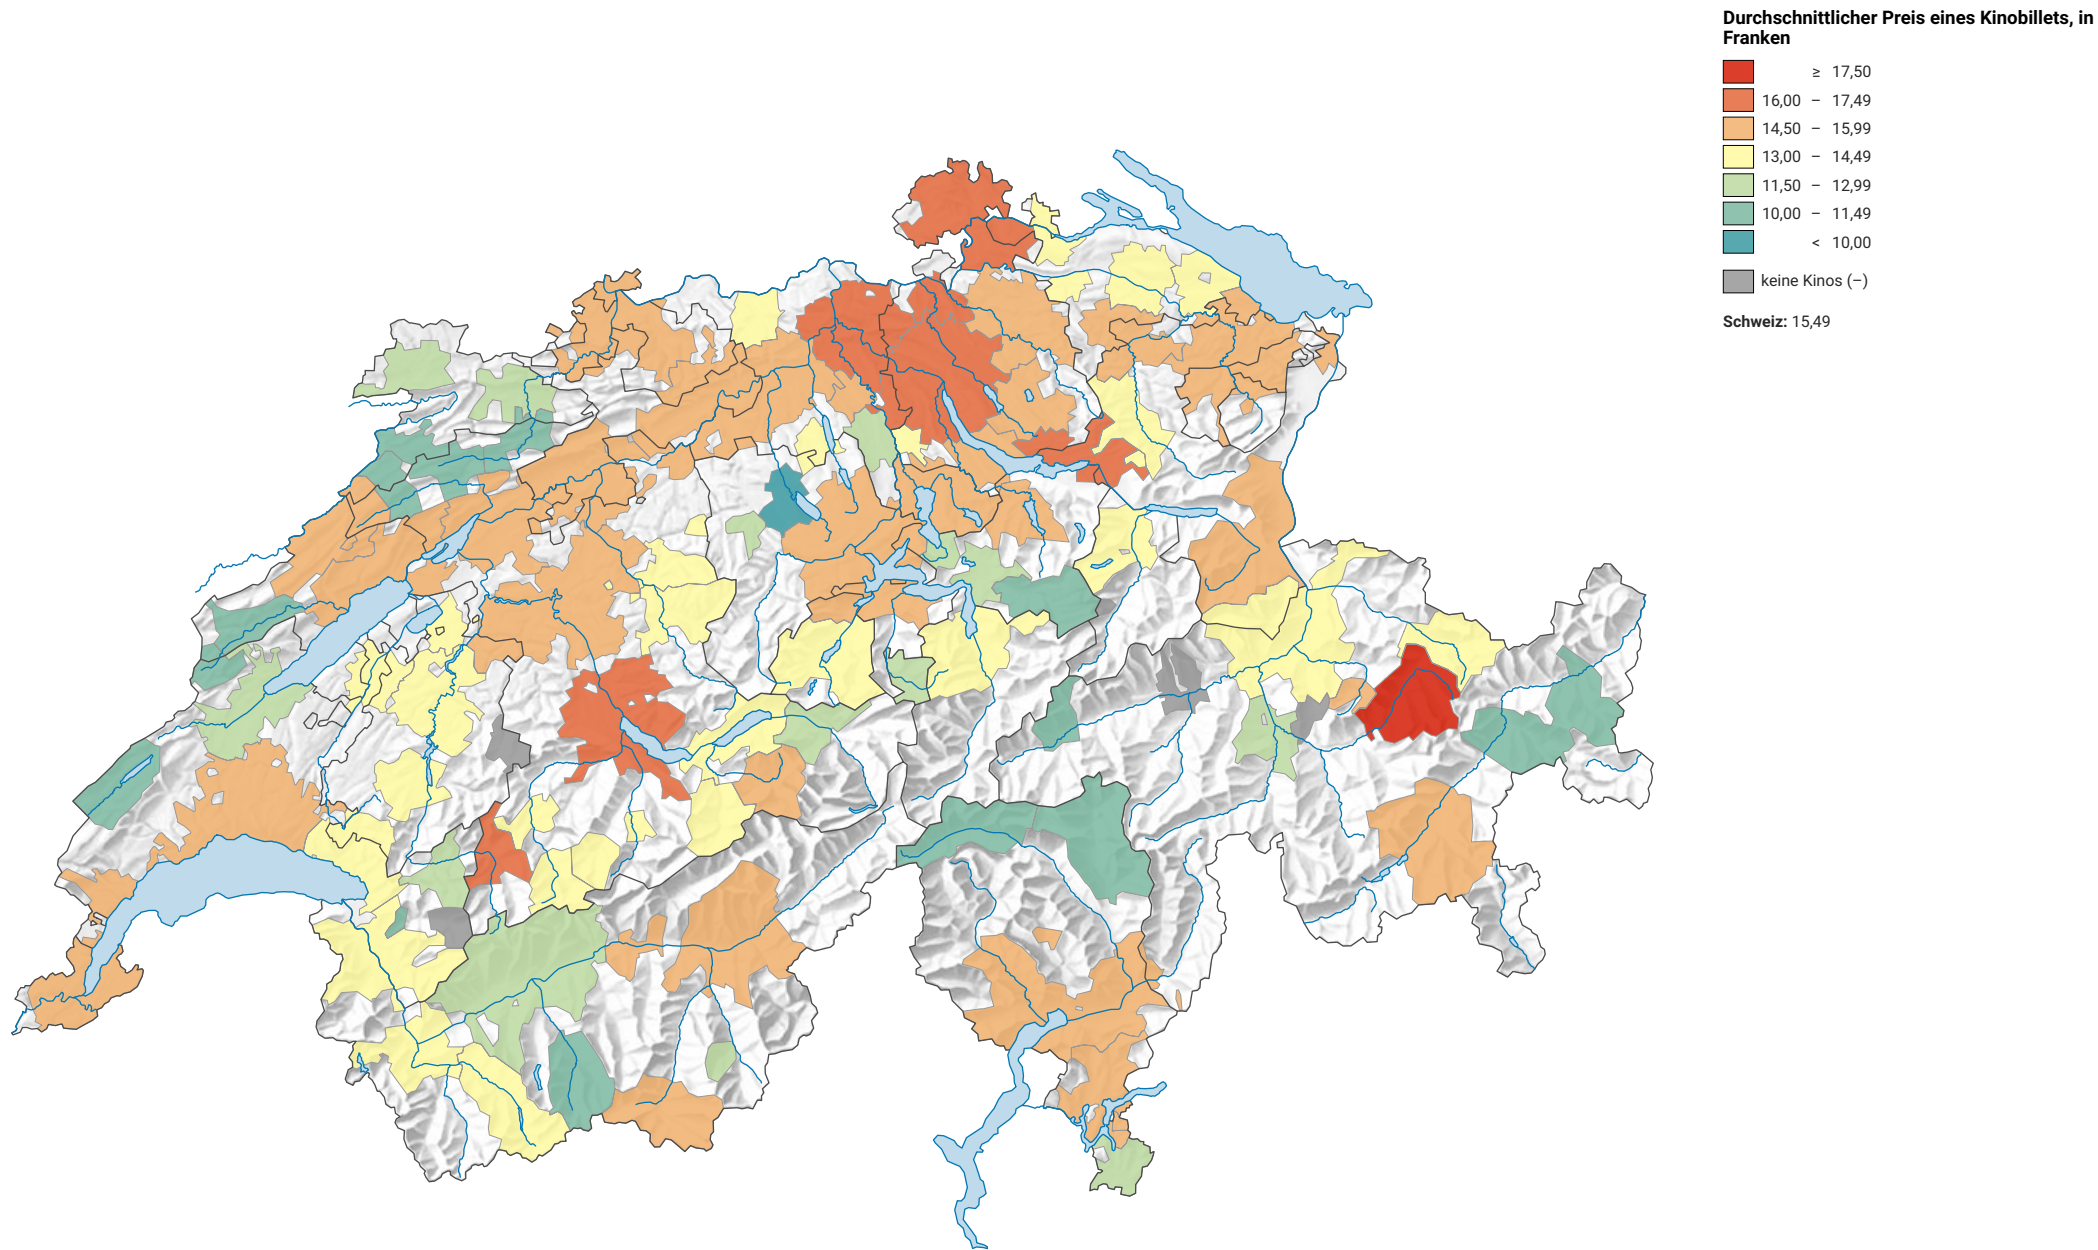 Durchschnittlicher Preis eines Kinobillets, in
Franken
≥ 17,50
16,00 – 17,49
14,50 – 15,99
13,00 – 14,49
11,50 – 12,99
10,00 – 11,49
< 10,00
keine Kinos (–)
Schweiz: 15,49